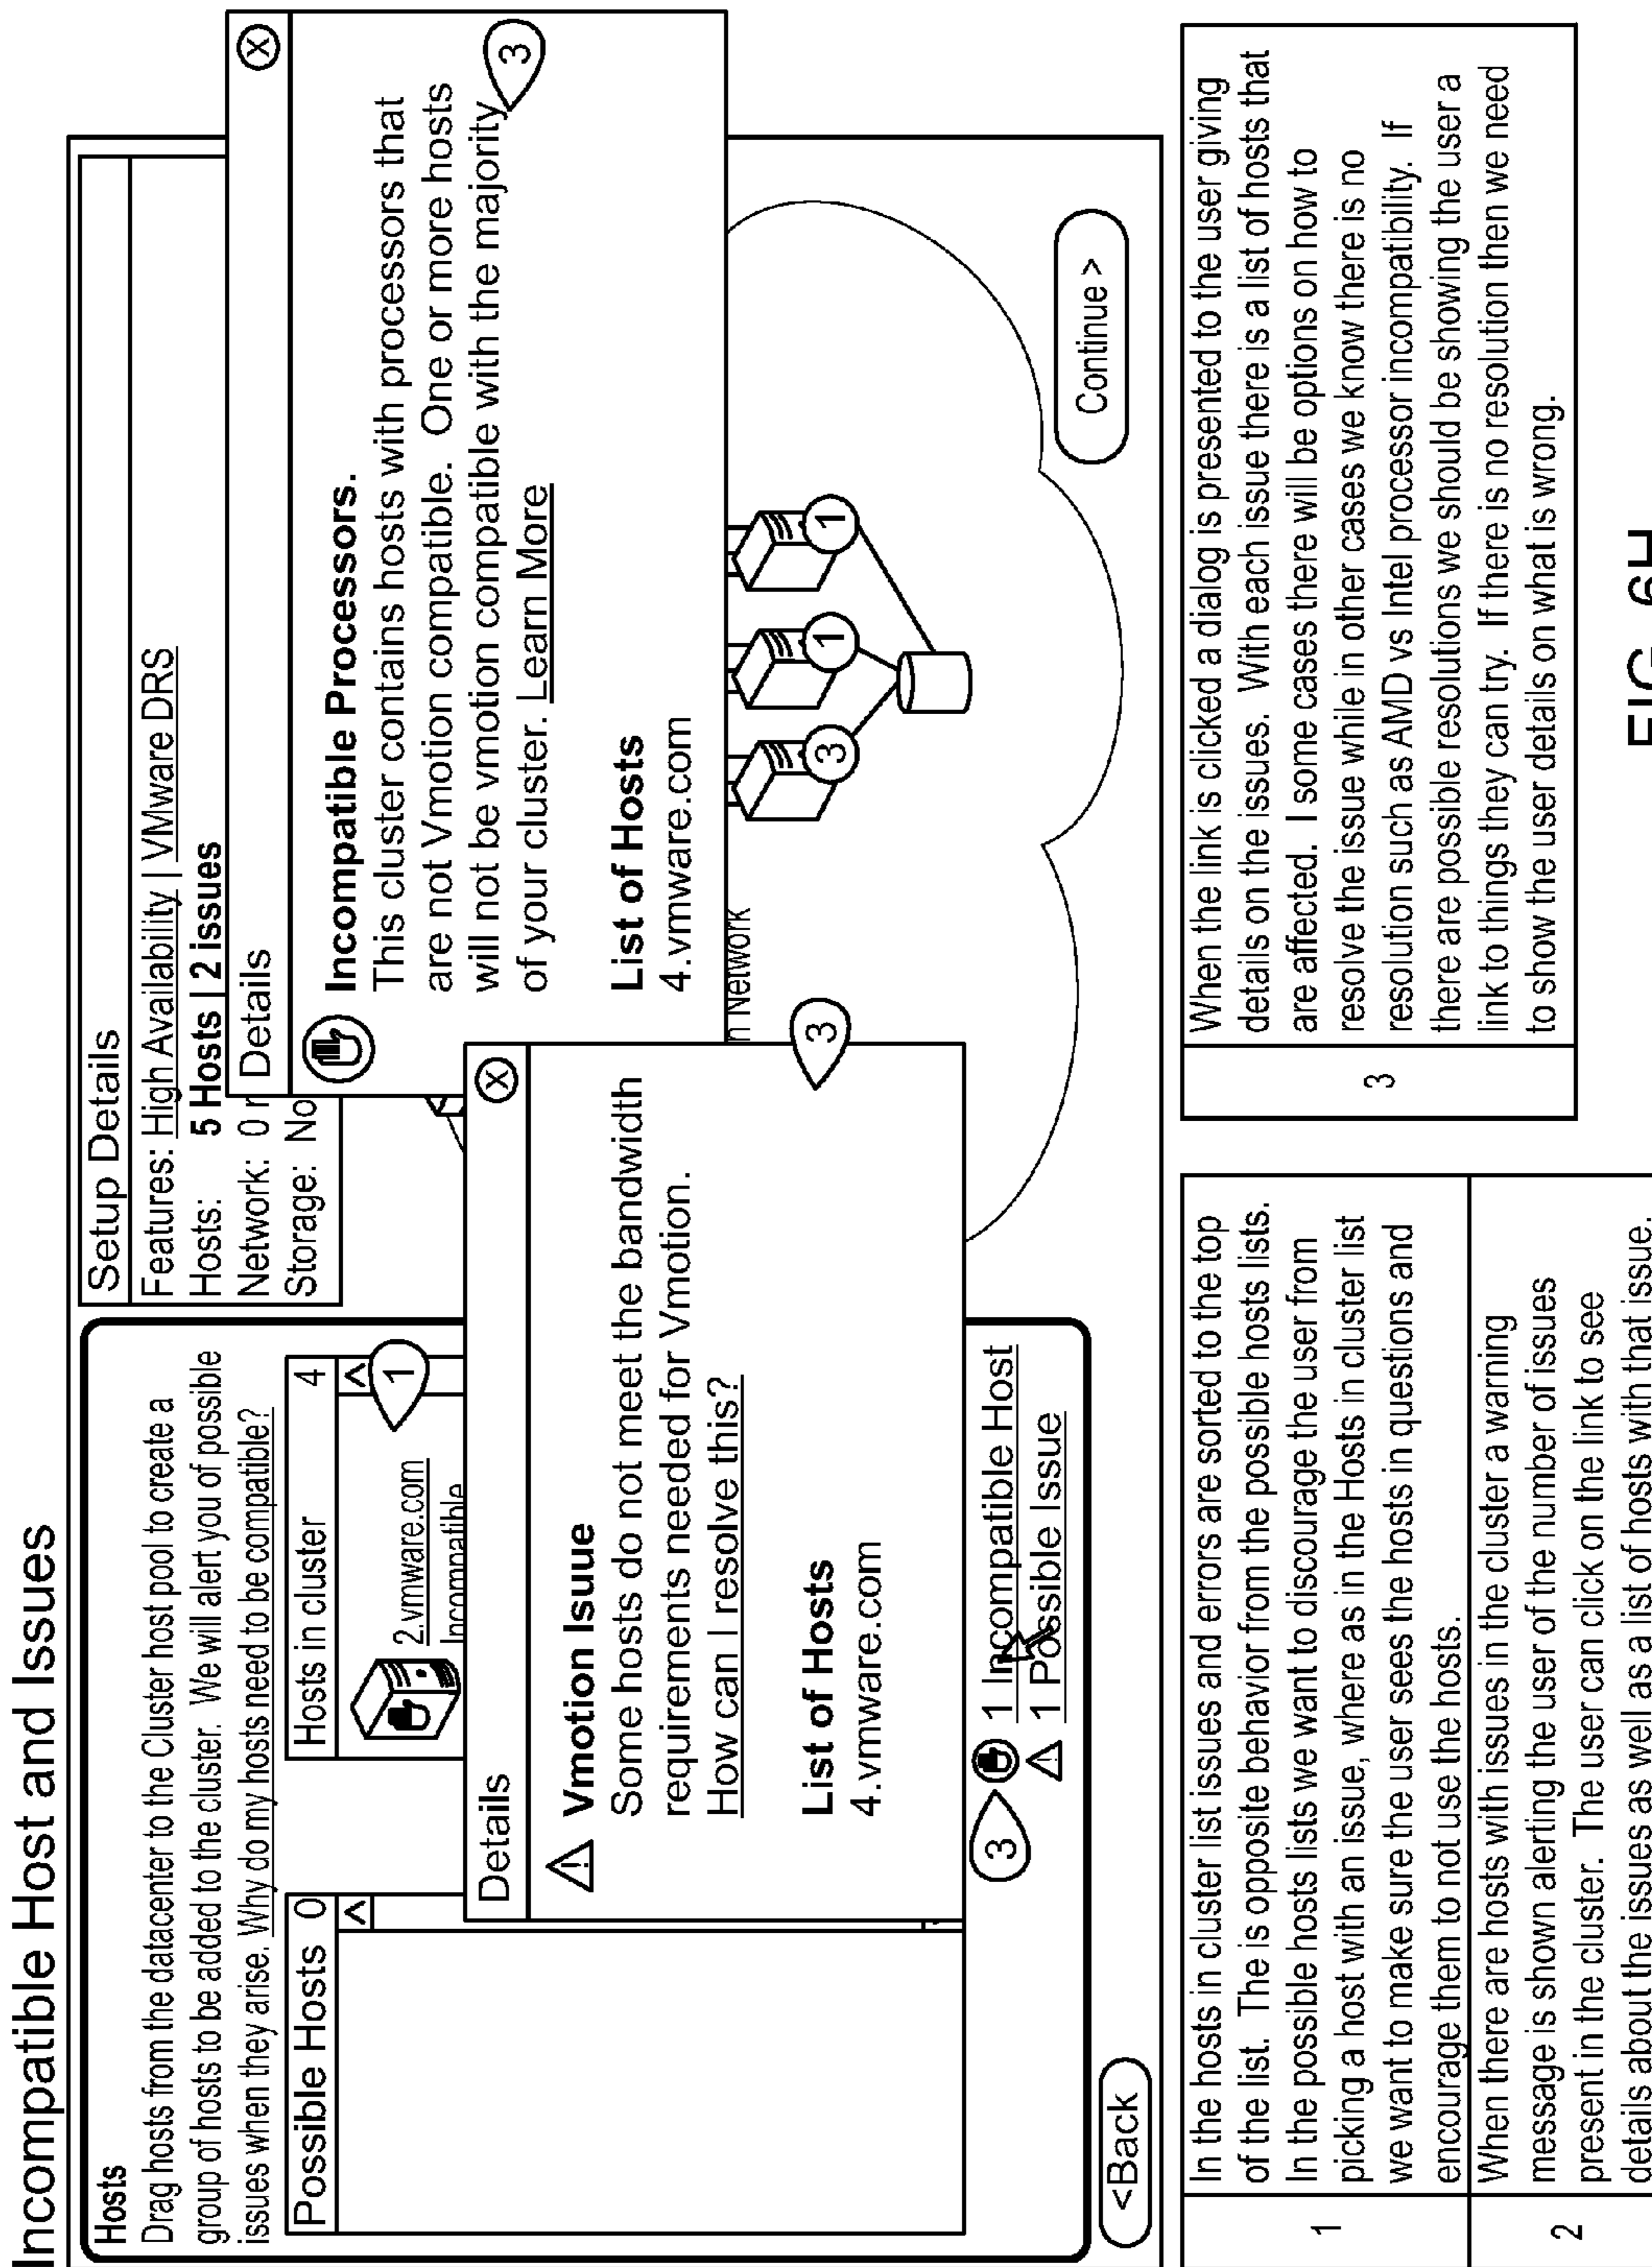 Incompatible Host and Issues
Hosts
Drag hosts from the datacenter to the Cluster host pool to create a
group of hosts to be added to the cluster. We will alert you of possible
issues when they arise. Why do my hosts need to be compatible?
Possible Hosts 0
Hosts in cluster 4
2.vmware.com
Incompatible
1
Setup Details
Features: High Availability | VMware DRS
Hosts: 5 Hosts | 2 issues
Network: 0
Storage: No
Details
X
Incompatible Processors.
This cluster contains hosts with processors that
are not Vmotion compatible. One or more hosts
will not be vmotion compatible with the majority
of your cluster. Learn More
3
List of Hosts
4.vmware.com
Details
X
Vmotion Isuue
Some hosts do not meet the bandwidth
requirements needed for Vmotion.
How can I resolve this?
List of Hosts
4.vmware.com
3
n Network
3
1
1
3
1 Incompatible Host
1 Possible Issue
<Back
Continue >
1
In the hosts in cluster list issues and errors are sorted to the top
of the list. The is opposite behavior from the possible hosts lists.
In the possible hosts lists we want to discourage the user from
picking a host with an issue, where as in the Hosts in cluster list
we want to make sure the user sees the hosts in questions and
encourage them to not use the hosts.
2
When there are hosts with issues in the cluster a warning
message is shown alerting the user of the number of issues
present in the cluster. The user can click on the link to see
details about the issues as well as a list of hosts with that issue.
3
When the link is clicked a dialog is presented to the user giving
details on the issues. With each issue there is a list of hosts that
are affected. I some cases there will be options on how to
resolve the issue while in other cases we know there is no
resolution such as AMD vs Intel processor incompatibility. If
there are possible resolutions we should be showing the user a
link to things they can try. If there is no resolution then we need
to show the user details on what is wrong.
FIG. 6H